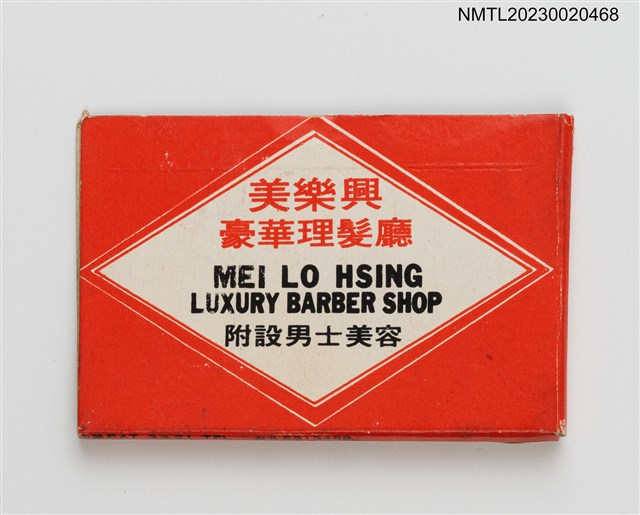 NMTL20230020468
美樂興
豪華理髮廳
MEI LO HSING
LUXURY BARBER SHOP
附設男士美容